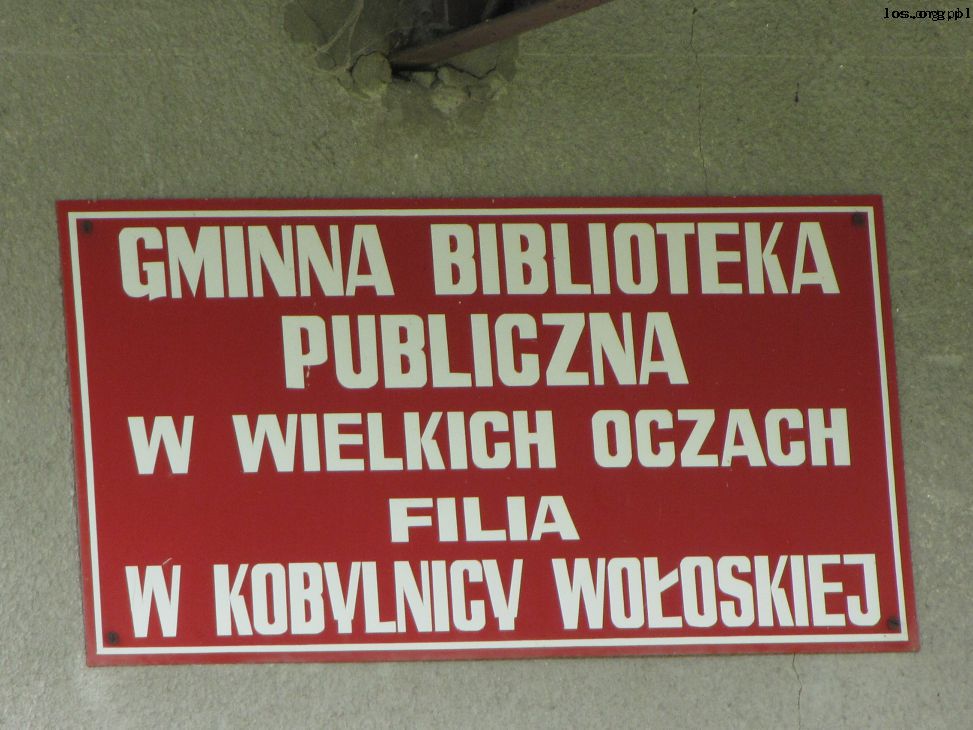 los.org.pl
GMINNA BIBLIOTEKA
PUBLICZNA
W WIELKICH OCZACH
FILIA
W KOBYLNICY WOŁOSKIEJ